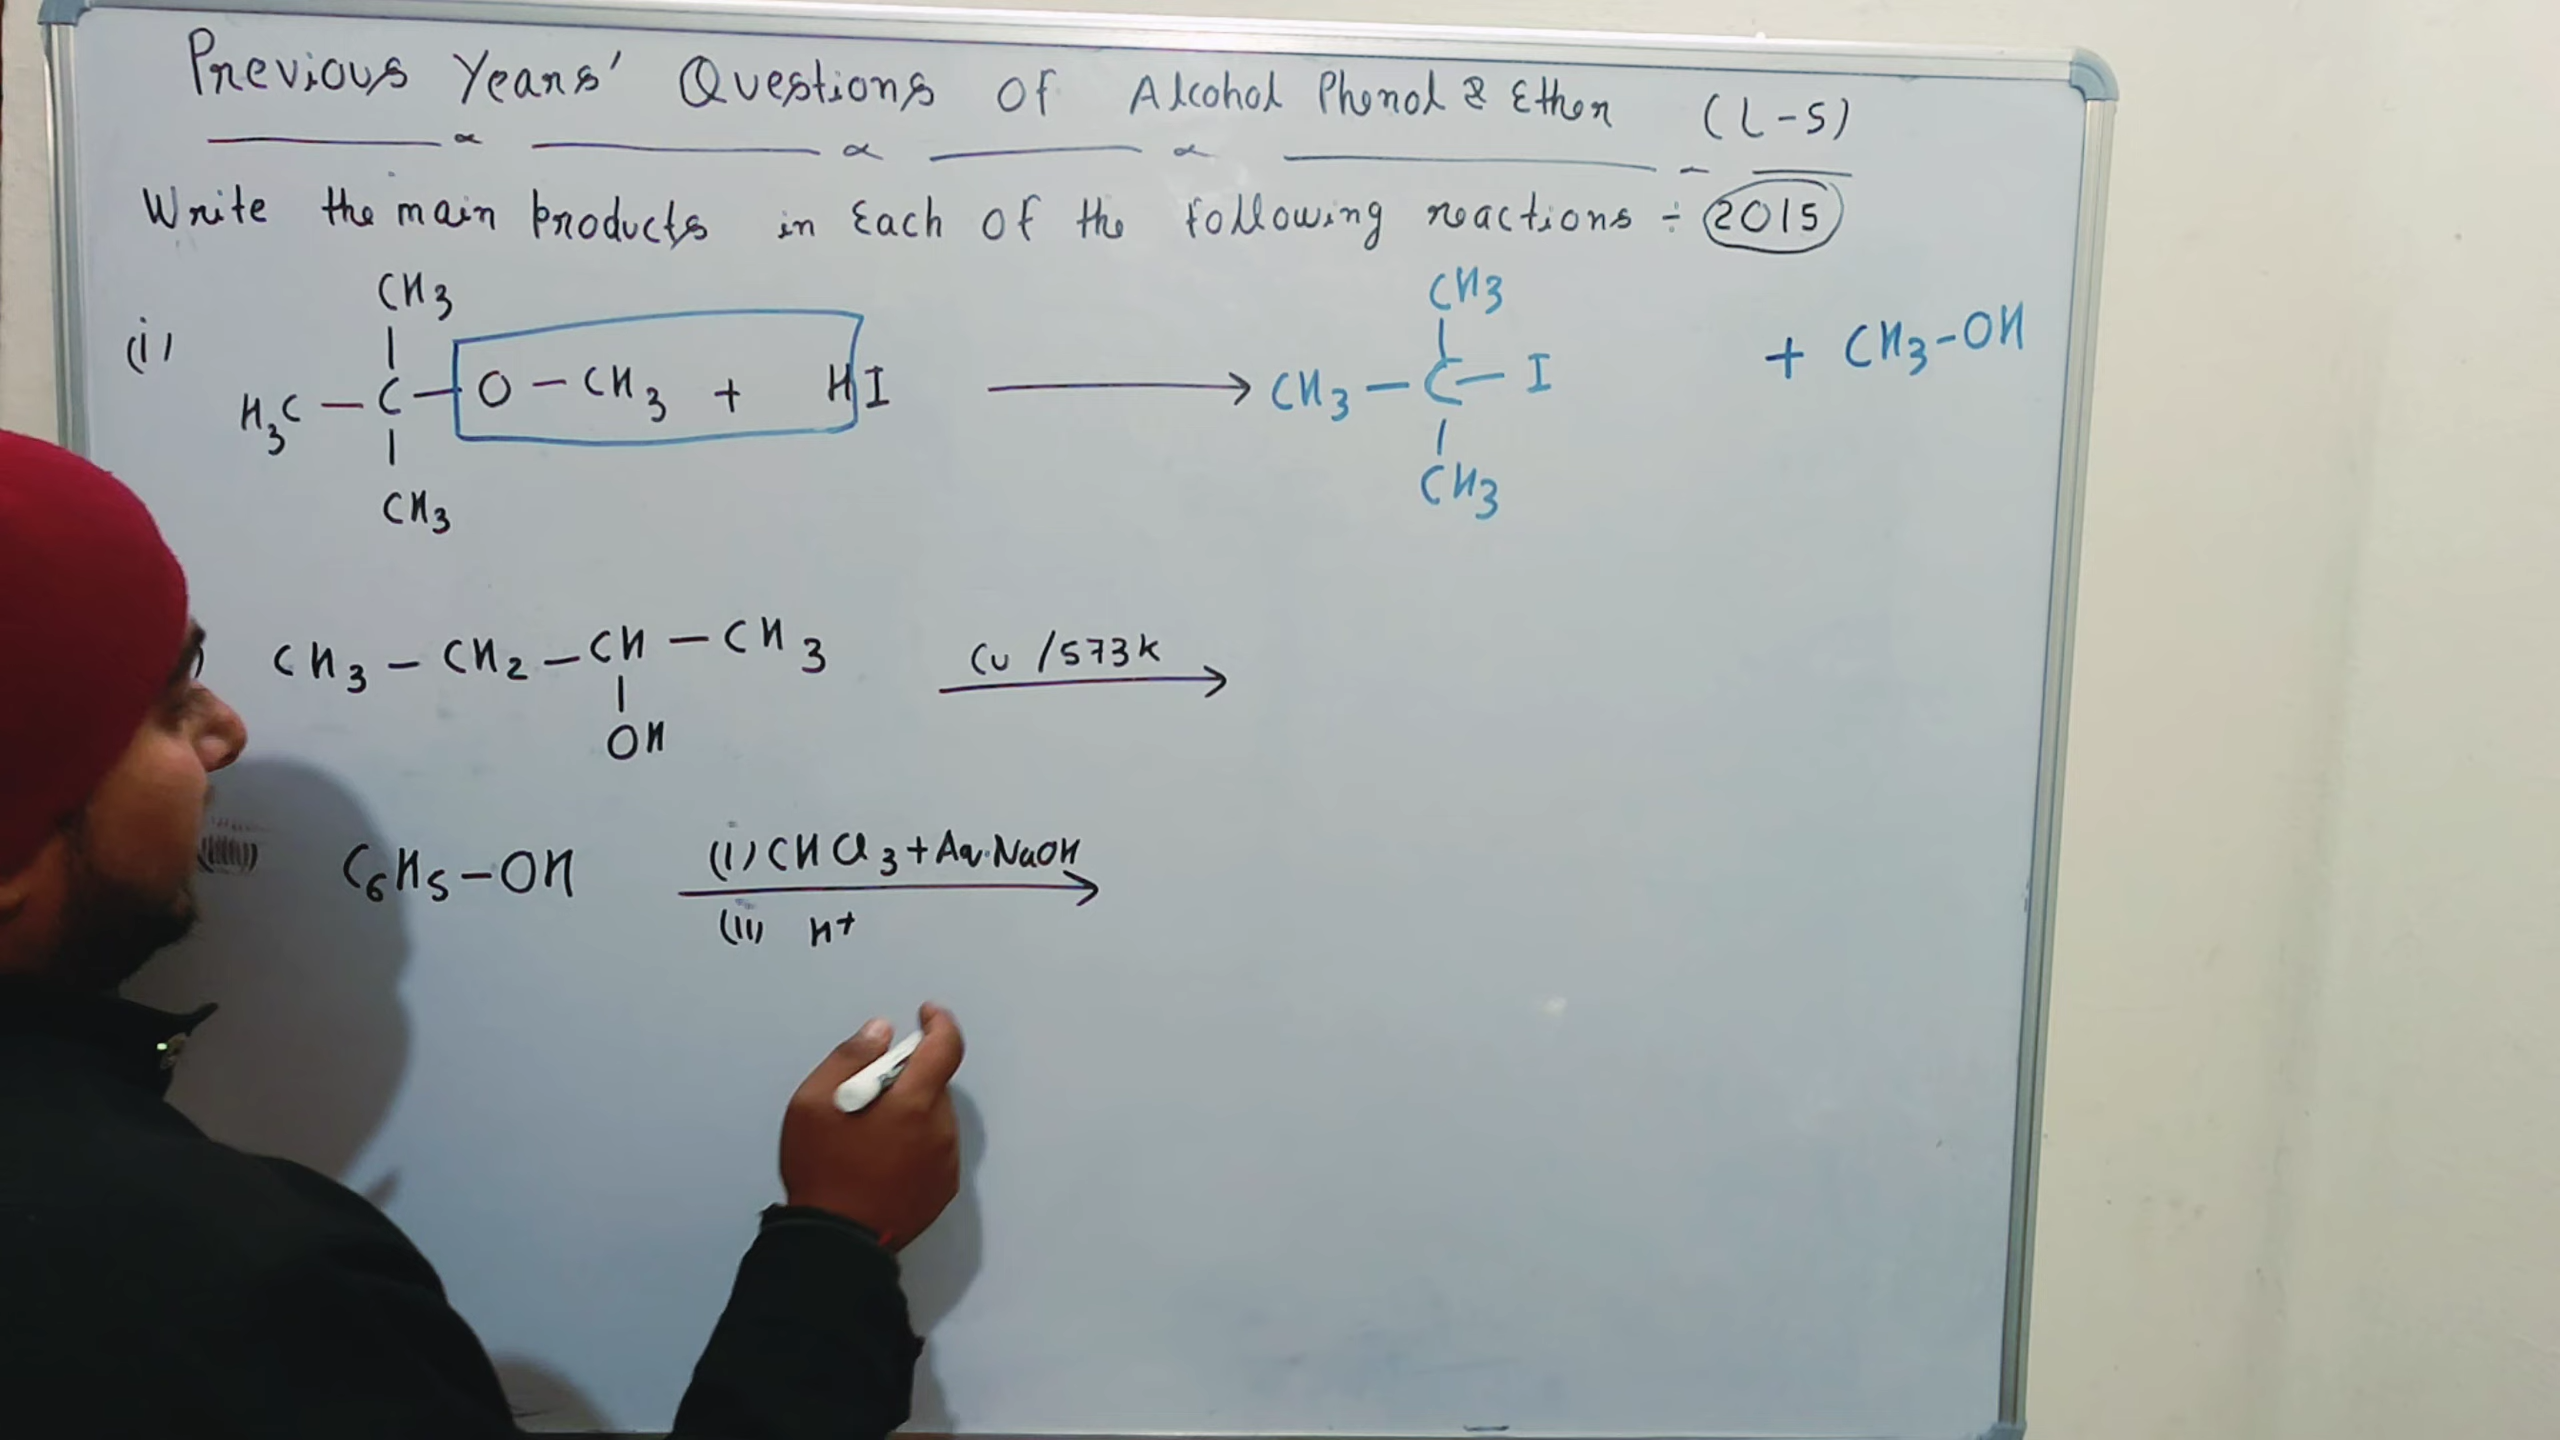 Previous Years' Questions Of Alcohol Phenol & Ether (L-5)
Write the main products in Each of the following reactions ÷ 2015
(i)
CH3
|
H3C — C — O — CH3 + HI ⟶
|
CH3
CH3
|
CH3 — C — I + CH3-OH
|
CH3
) CH3 — CH2 — CH — CH3 Cu /573K ⟶
|
OH
C6H5-OH (i) CHCl3 + Aq. NaOH ⟶
(ii) H+